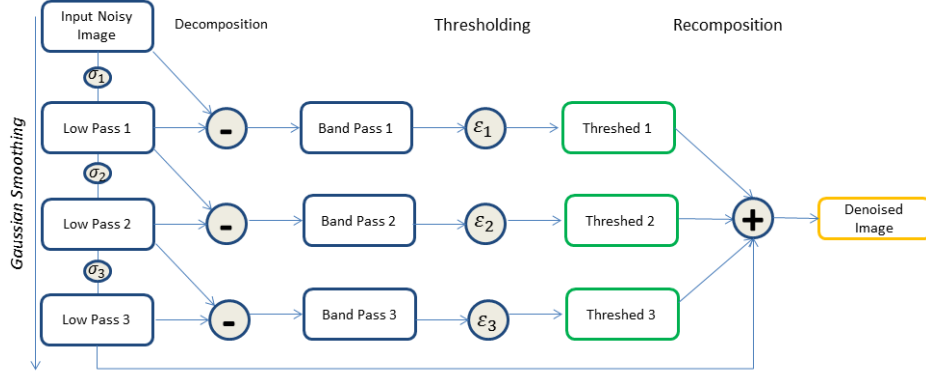 Input Noisy
Image
Decomposition
Thresholding
Recomposition
σ1
Low Pass 1
-
Band Pass 1
ε1
Threshed 1
σ2
Low Pass 2
-
Band Pass 2
ε2
Threshed 2
+
Denoised
Image
σ3
Low Pass 3
-
Band Pass 3
ε3
Threshed 3
Gaussian Smoothing